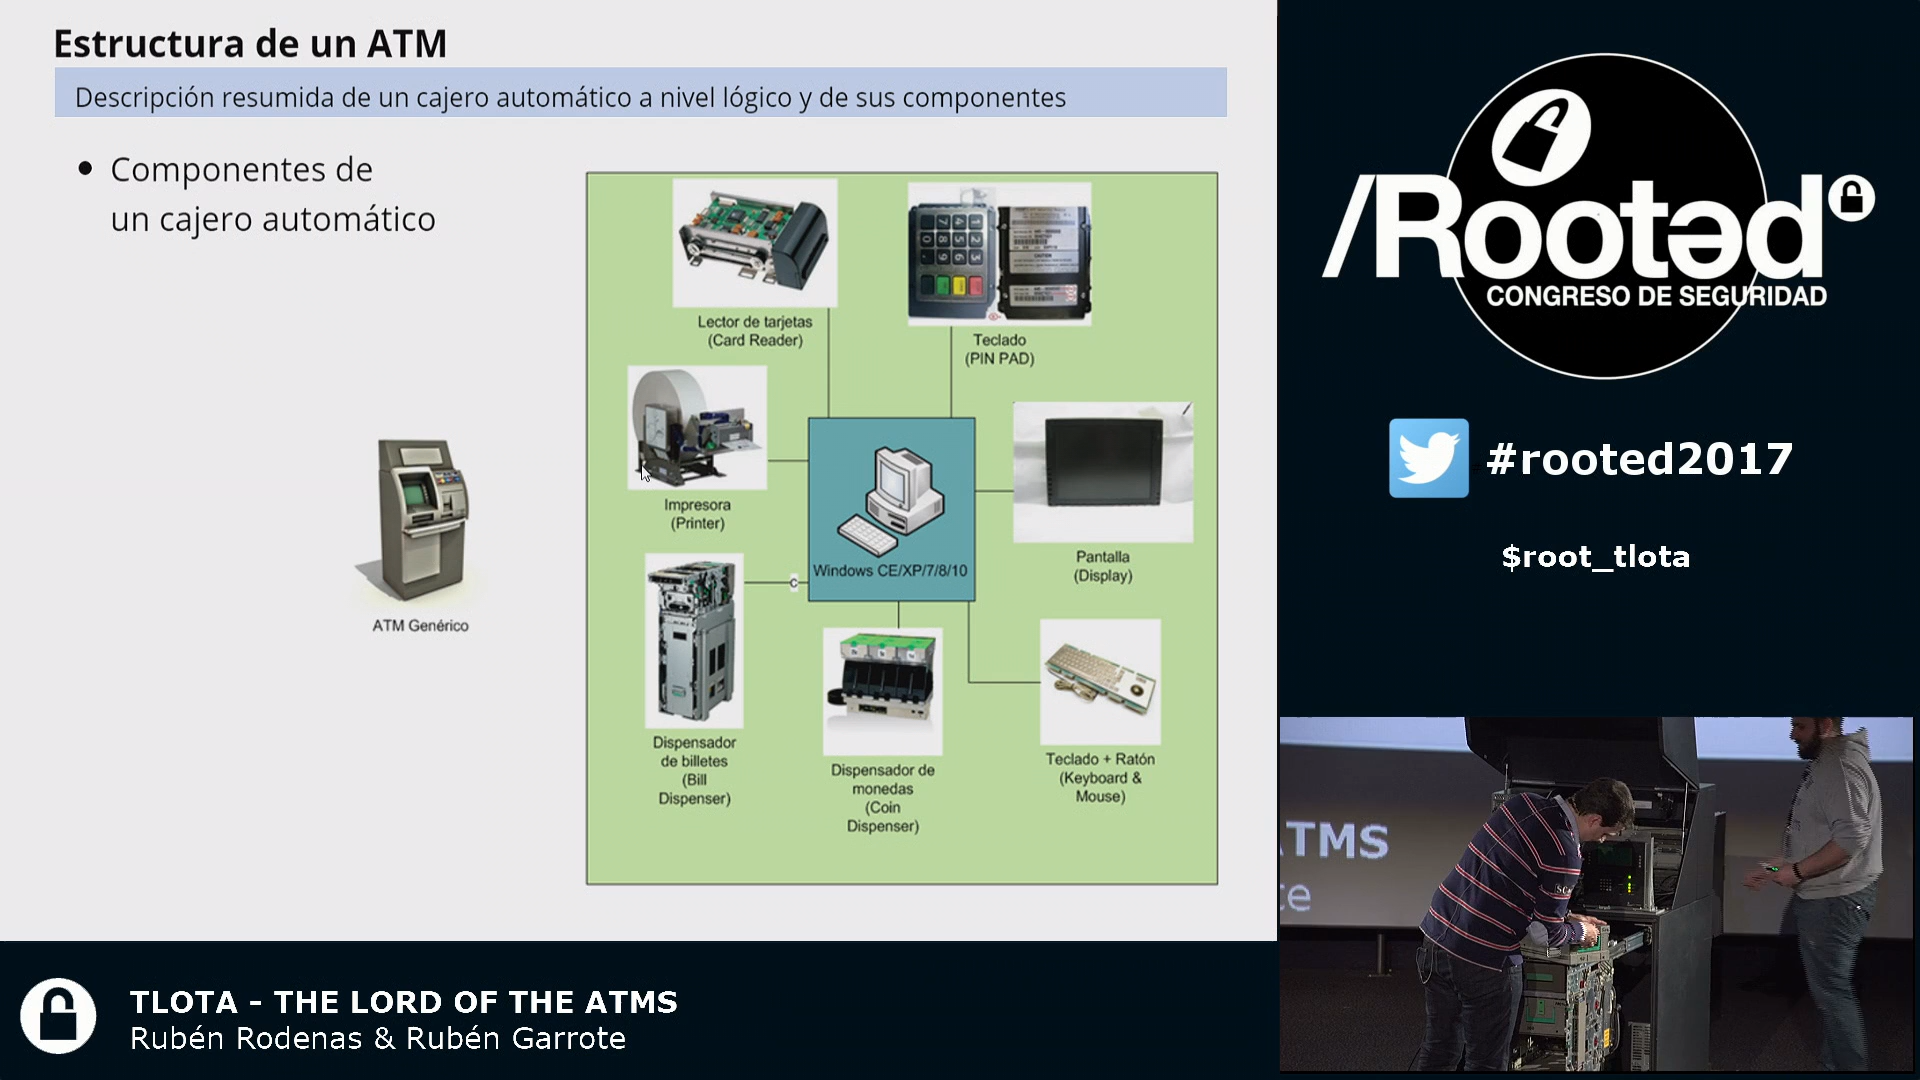 Estructura de un ATM
Descripción resumida de un cajero automático a nivel lógico y de sus componentes
Componentes de
un cajero automático
Lector de tarjetas
(Card Reader)
Teclado
(PIN PAD)
Impresora
(Printer)
Windows CE/XP/7/8/10
Pantalla
(Display)
C
ATM Genérico
Dispensador
de billetes
(Bill
Dispenser)
Dispensador de
monedas
(Coin
Dispenser)
Teclado + Ratón
(Keyboard &
Mouse)
/Rooted
CONGRESO DE SEGURIDAD
#rooted2017
$root_tlota
TMS
te
TLOTA - THE LORD OF THE ATMS
Rubén Rodenas & Rubén Garrote